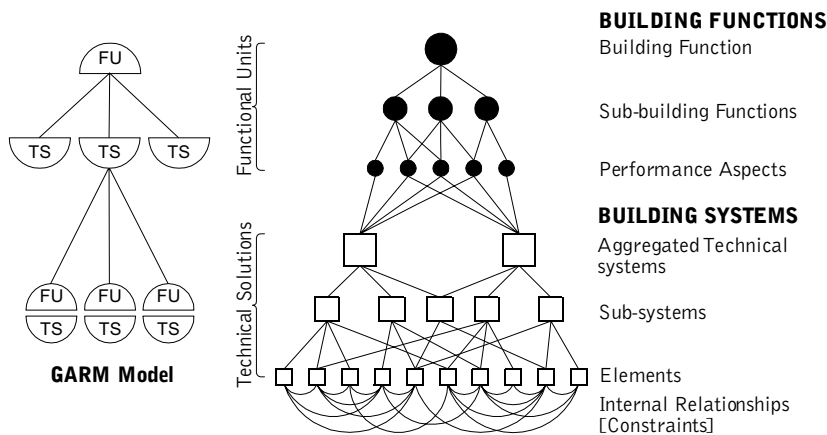 FU
TS TS TS
FU FU FU
TS TS TS
GARM Model
Functional Units
Technical Solutions
BUILDING FUNCTIONS
Building Function
Sub-building Functions
Performance Aspects
BUILDING SYSTEMS
Aggregated Technical
systems
Sub-systems
Elements
Internal Relationships
[Constraints]